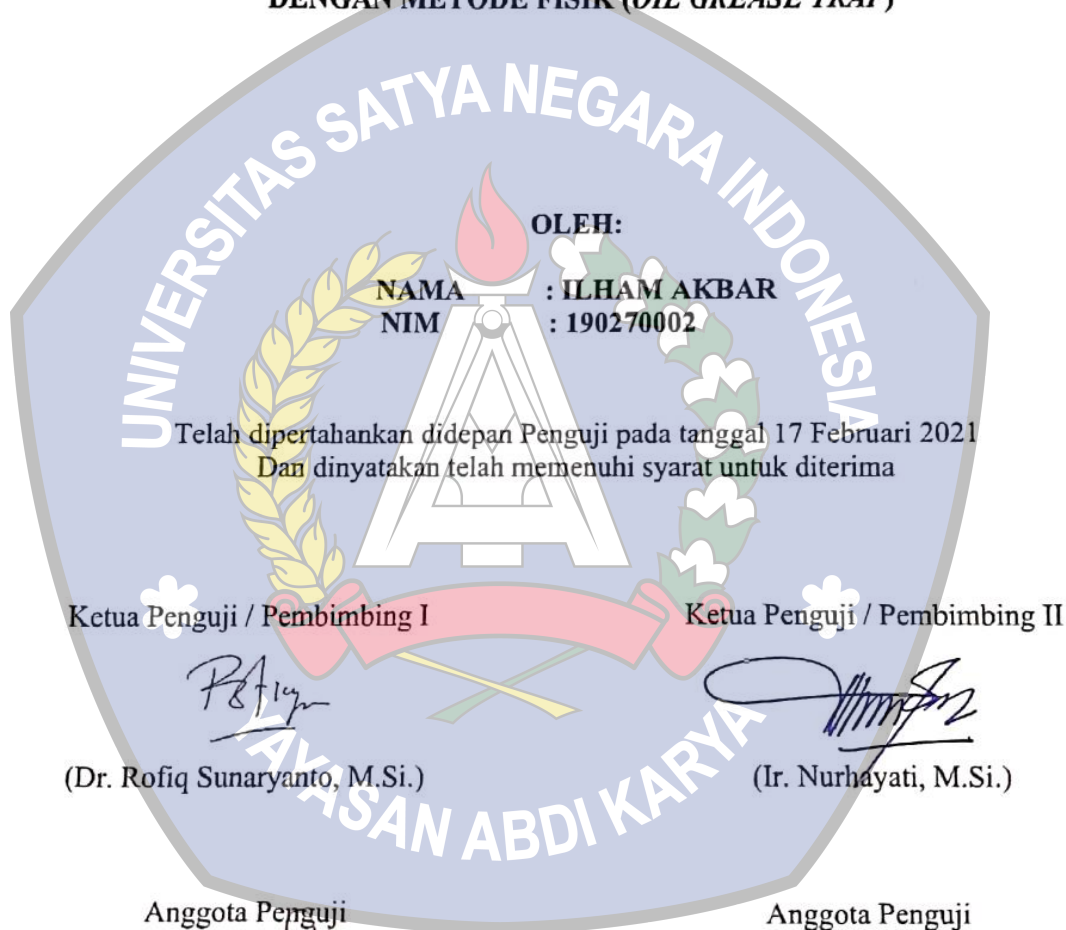 DENGAN METODE FISIK (OIL GREASE TRAP)
UNIVERSITAS SATYA NEGARA INDONESIA
OLEH:
NAMA : ILHAM AKBAR
NIM : 190270002
Telah dipertahankan didepan Penguji pada tanggal 17 Februari 2021
Dan dinyatakan telah memenuhi syarat untuk diterima
Ketua Penguji / Pembimbing I Ketua Penguji / Pembimbing II
(Dr. Rofiq Sunaryanto, M.Si.) (Ir. Nurhayati, M.Si.)
YAYASAN ABDI KARYA
Anggota Penguji Anggota Penguji